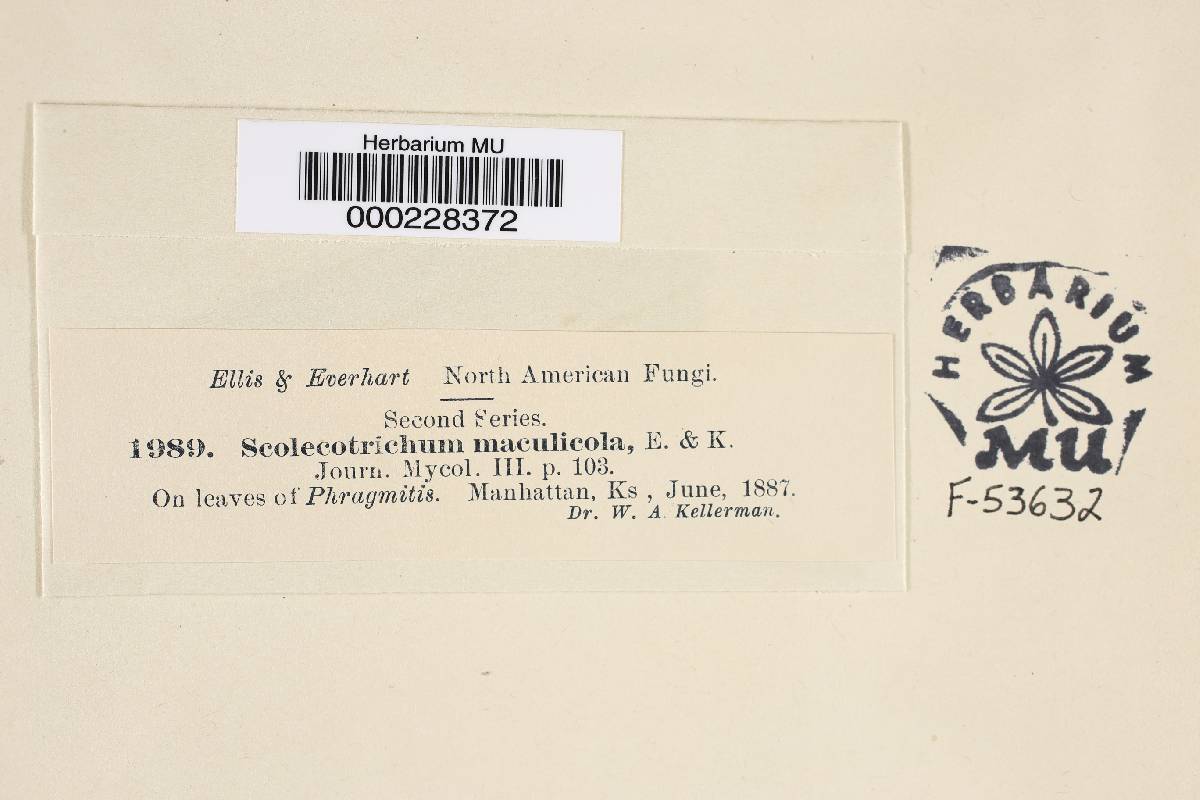 Herbarium MU
000228372
Ellis & Everhart North American Fungi.
Second Series.
1989. Scolecotrichum maculicola, E. & K.
Journ. Mycol. III. p. 103.
On leaves of Phragmitis. Manhattan, Ks , June, 1887.
Dr. W. A. Kellerman.
HERBARIUM
MU
F-53632